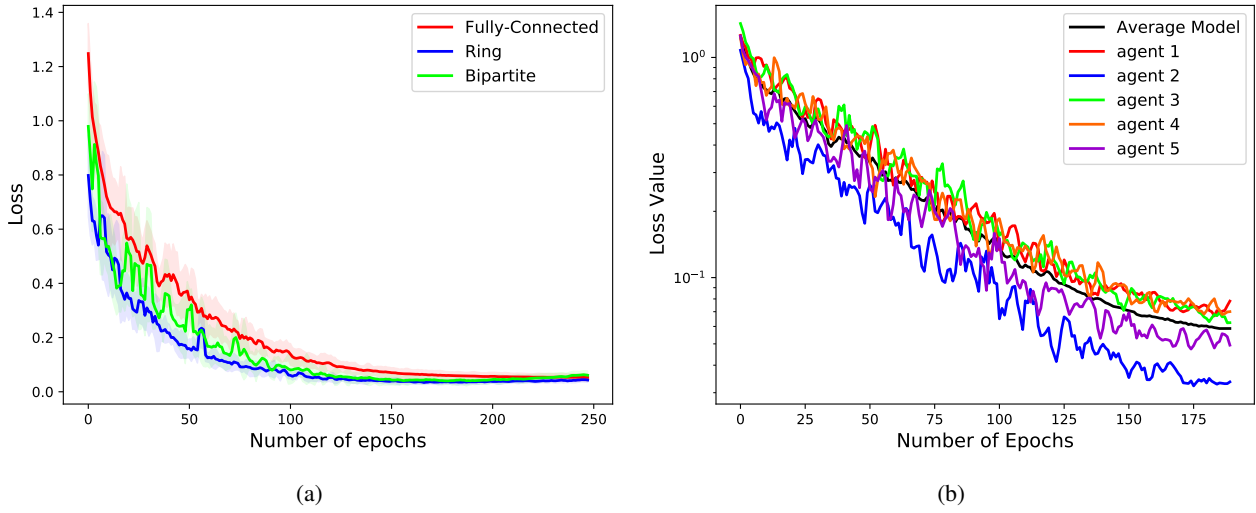 1.4
1.2
1.0
0.8
0.6
0.4
0.2
0.0
Loss
0 50 100 150 200 250
Number of epochs
Fully-Connected
Ring
Bipartite
(a)
10⁰
10⁻¹
Loss Value
0 25 50 75 100 125 150 175
Number of Epochs
Average Model
agent 1
agent 2
agent 3
agent 4
agent 5
(b)